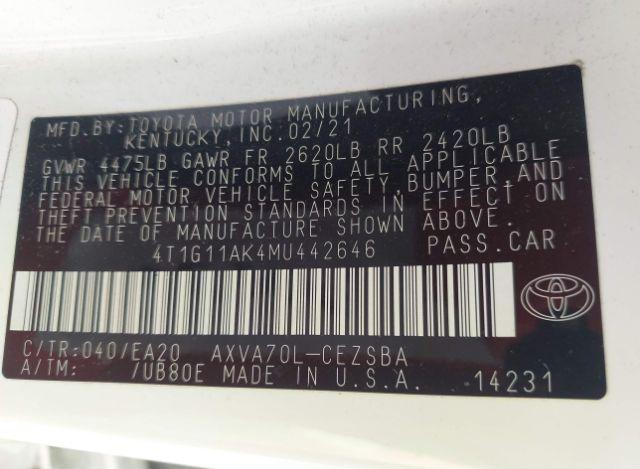 MFD.BY:TOYOTA MOTOR MANUFACTURING,
KENTUCKY,INC.02/21
GVWR 4475LB GAWR FR 2620LB RR 2420LB
THIS VEHICLE CONFORMS TO ALL APPLICABLE
FEDERAL MOTOR VEHICLE SAFETY,BUMPER,AND
THEFT PREVENTION STANDARDS IN EFFECT ON
THE DATE OF MANUFACTURE SHOWN ABOVE.
4T1G11AK4MU442646 PASS.CAR
C/TR:040/EA20 AXVA70L-CEZSBA
A/TM: /UB80E MADE IN U.S.A. 14231